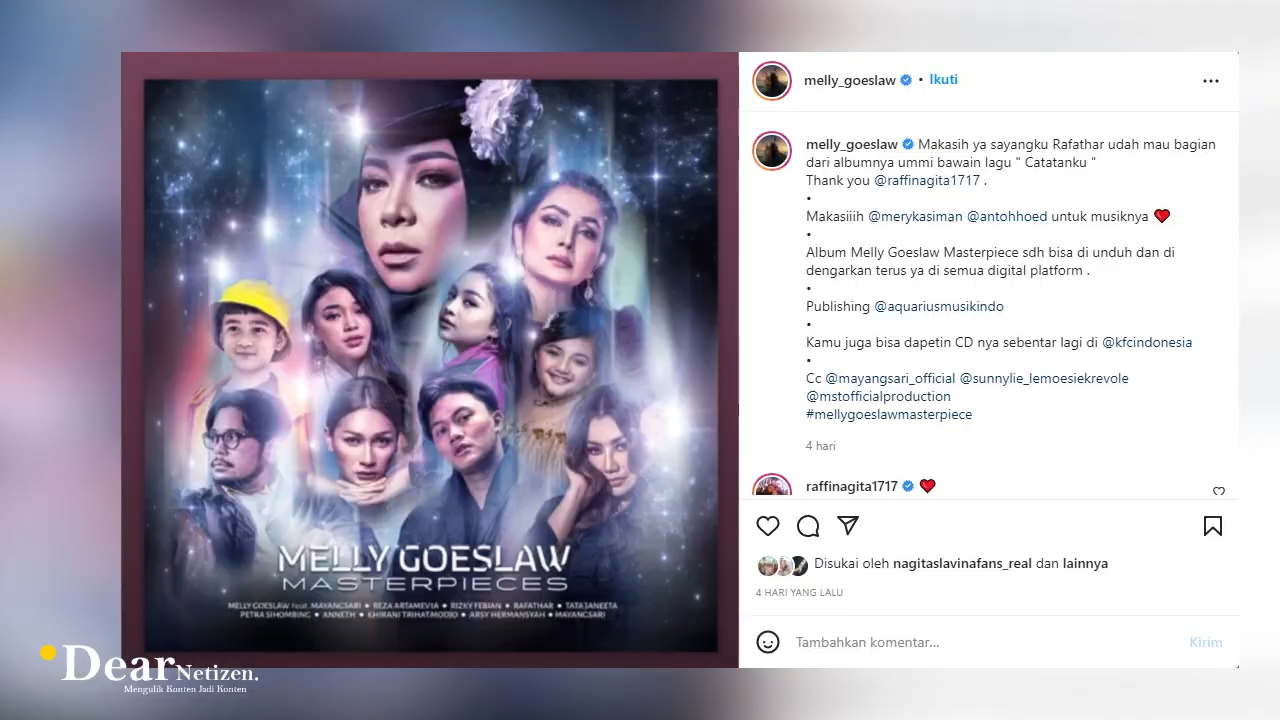 melly_goeslaw • Ikuti
melly_goeslaw Makasih ya sayangku Rafathar udah mau bagian
dari albumnya ummi bawain lagu " Catatanku "
Thank you @raffinagita1717 .
•
Makasiiih @merykasiman @antohhoed untuk musiknya ❤
•
Album Melly Goeslaw Masterpiece sdh bisa di unduh dan di
dengarkan terus ya di semua digital platform .
•
Publishing @aquariusmusikindo
•
Kamu juga bisa dapetin CD nya sebentar lagi di @kfcindonesia
•
Cc @mayangsari_official @sunnylie_lemoesiekrevole
@mstofficialproduction
#mellygoeslawmasterpiece
4 hari
raffinagita1717 ❤
Disukai oleh nagitaslavinafans_real dan lainnya
4 HARI YANG LALU
Tambahkan komentar...
Kirim
MELLY GOESLAW
MASTERPIECES
MELLY GOESLAW feat. MAYANGSARI • REZA ARTAMEVIA • RIZKY FEBIAN • RAFATHAR • TATA JANEETA
PETRA SIHOMBING • ANNETH • KHIRANI TRIHATMODJO • ARSY HERMANSYAH • MAYANGSARI
Dear Netizen.
Mengulik Konten Jadi Konten